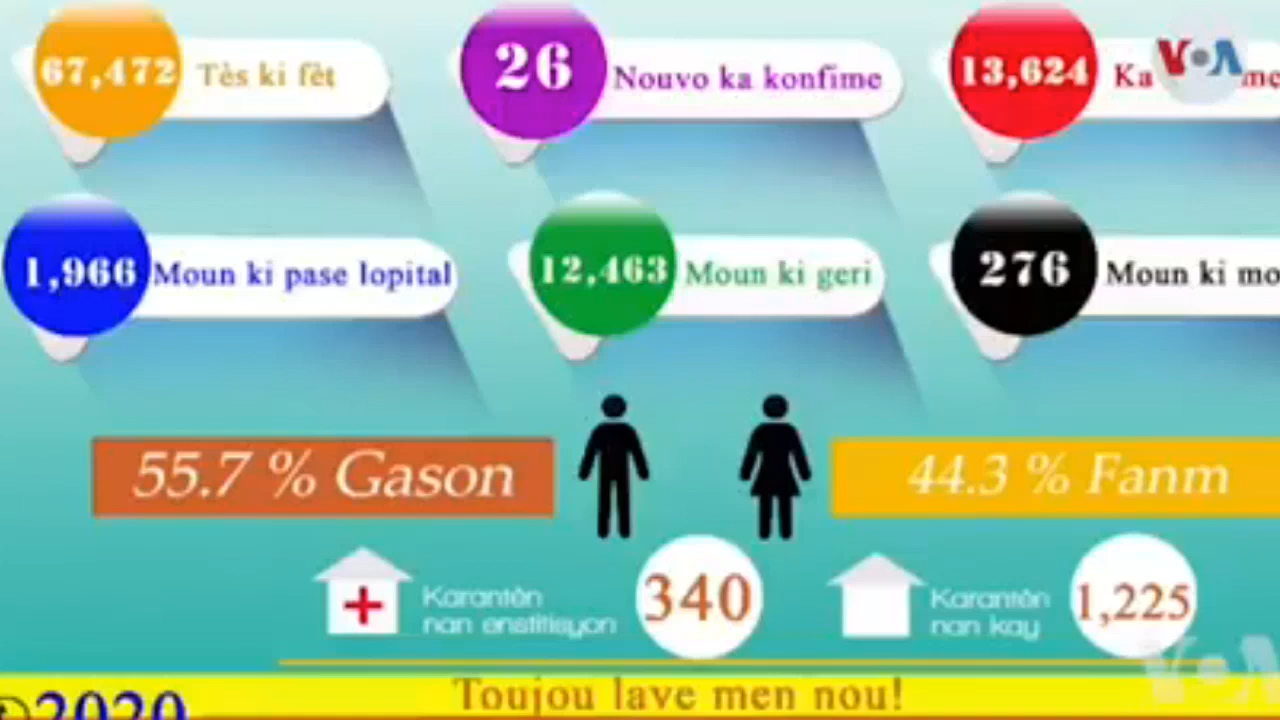 67,472 Tès ki fèt
26 Nouvo ka konfime
13,624 Ka
VOA
1,966 Moun ki pase lopital
12,463 Moun ki geri
276 Moun ki mo
55.7 % Gason
44.3 % Fanm
Karantèn
nan enstitisyon
340
Karantèn
nan kay
1,225
VOA
Toujou lave men nou!
©2020